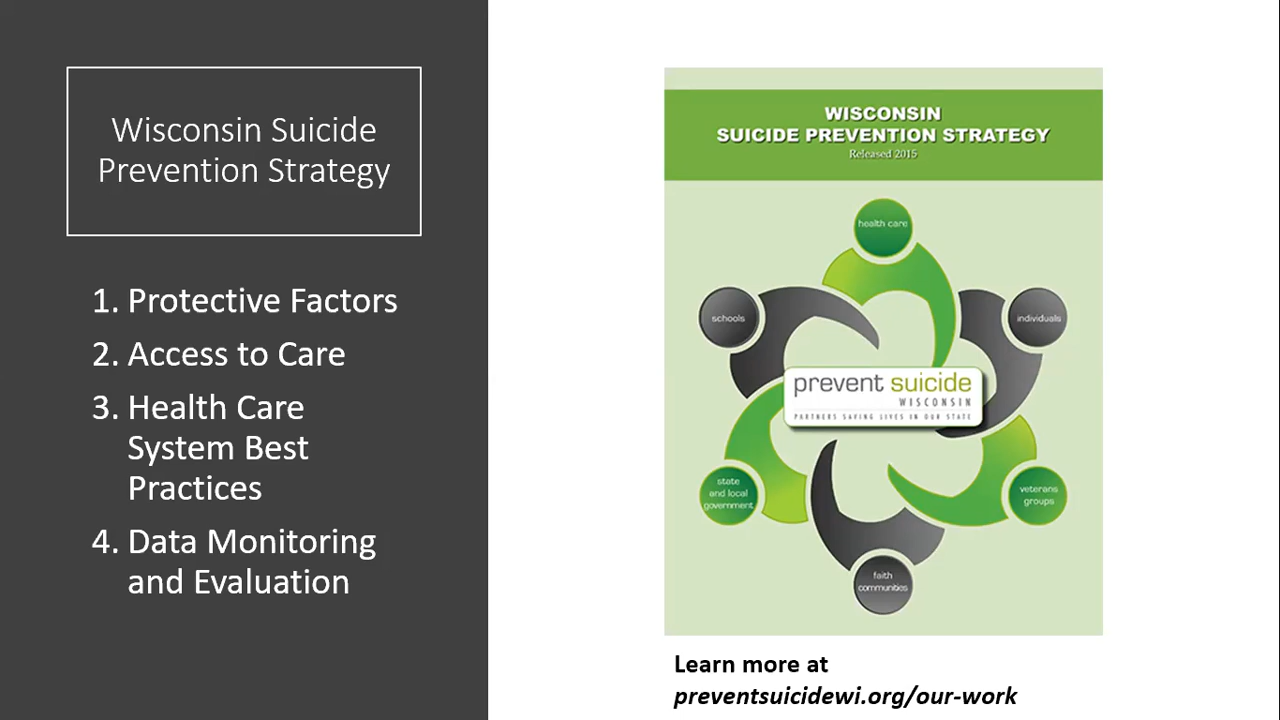 Wisconsin Suicide
Prevention Strategy
1. Protective Factors
2. Access to Care
3. Health Care
System Best
Practices
4. Data Monitoring
and Evaluation
WISCONSIN
SUICIDE PREVENTION STRATEGY
Released 2015
health care
schools
individuals
prevent suicide
WISCONSIN
PARTNERS SAVING LIVES IN OUR STATE
state
and local
government
veterans
groups
faith
communities
Learn more at
preventsuicidewi.org/our-work